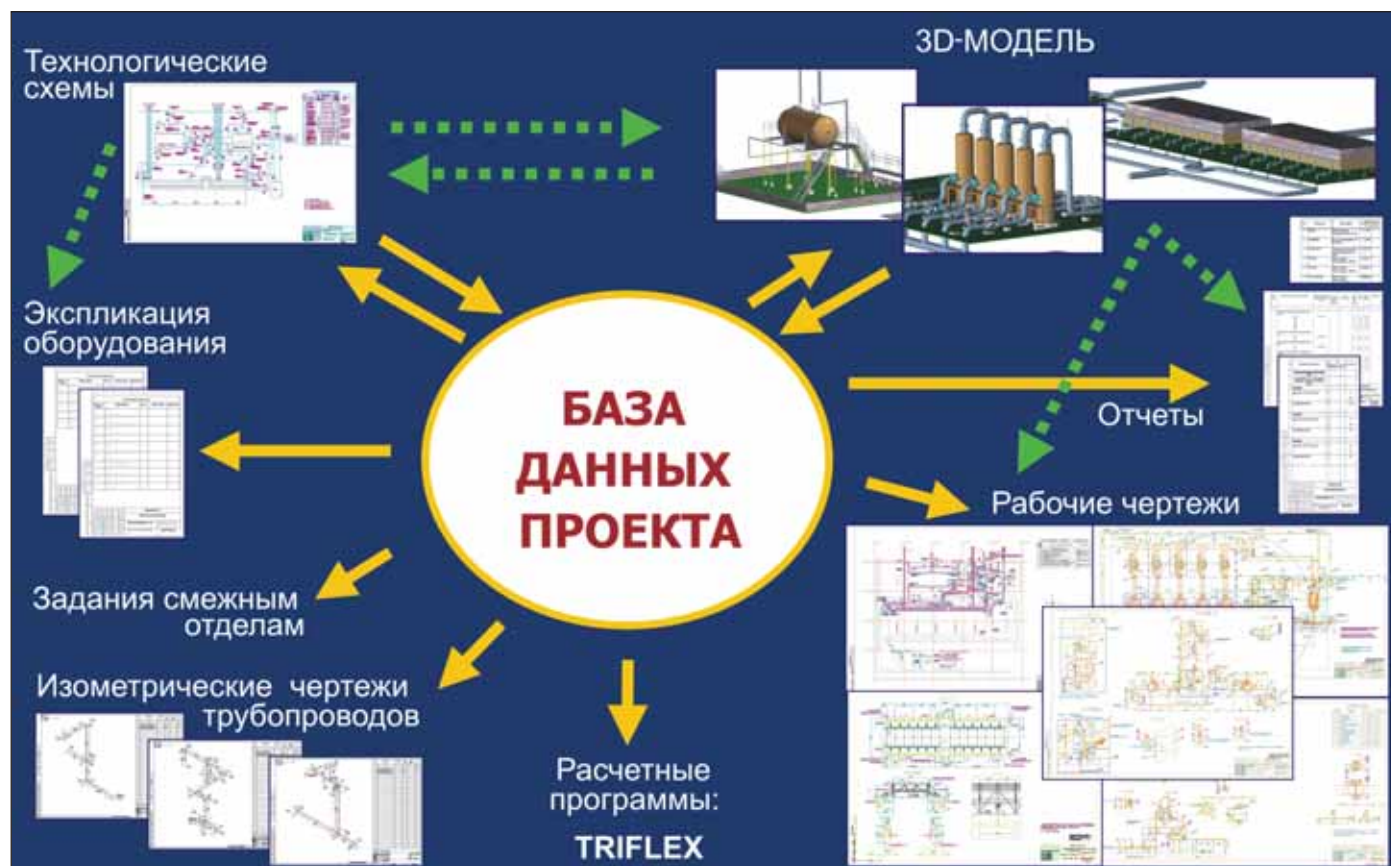 3D-МОДЕЛЬ
Технологические
схемы
Экспликация
оборудования
БАЗА
ДАННЫХ
ПРОЕКТА
Отчеты
Рабочие чертежи
Задания смежным
отделам
Изометрические чертежи
трубопроводов
Расчетные
программы:
TRIFLEX